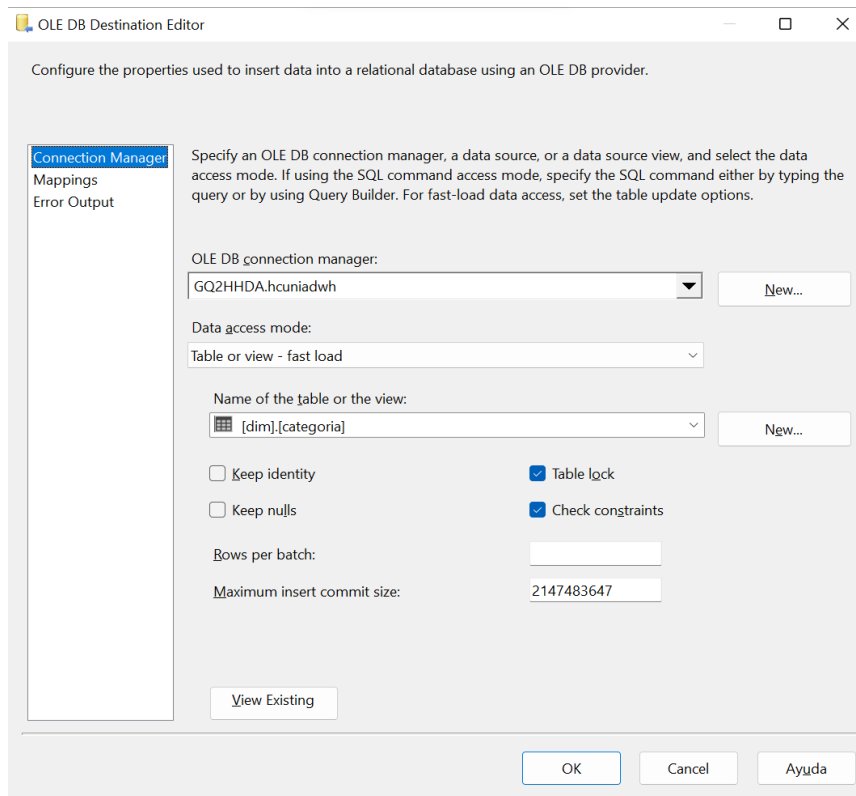 OLE DB Destination Editor
Configure the properties used to insert data into a relational database using an OLE DB provider.
Connection Manager
Mappings
Error Output
Specify an OLE DB connection manager, a data source, or a data source view, and select the data
access mode. If using the SQL command access mode, specify the SQL command either by typing the
query or by using Query Builder. For fast-load data access, set the table update options.
OLE DB connection manager:
GQ2HHDA.hcuniadwh
New...
Data access mode:
Table or view - fast load
Name of the table or the view:
[dim].[categoria]
New...
Keep identity
Table lock
Keep nulls
Check constraints
Rows per batch:
Maximum insert commit size:
2147483647
View Existing
OK
Cancel
Ayuda